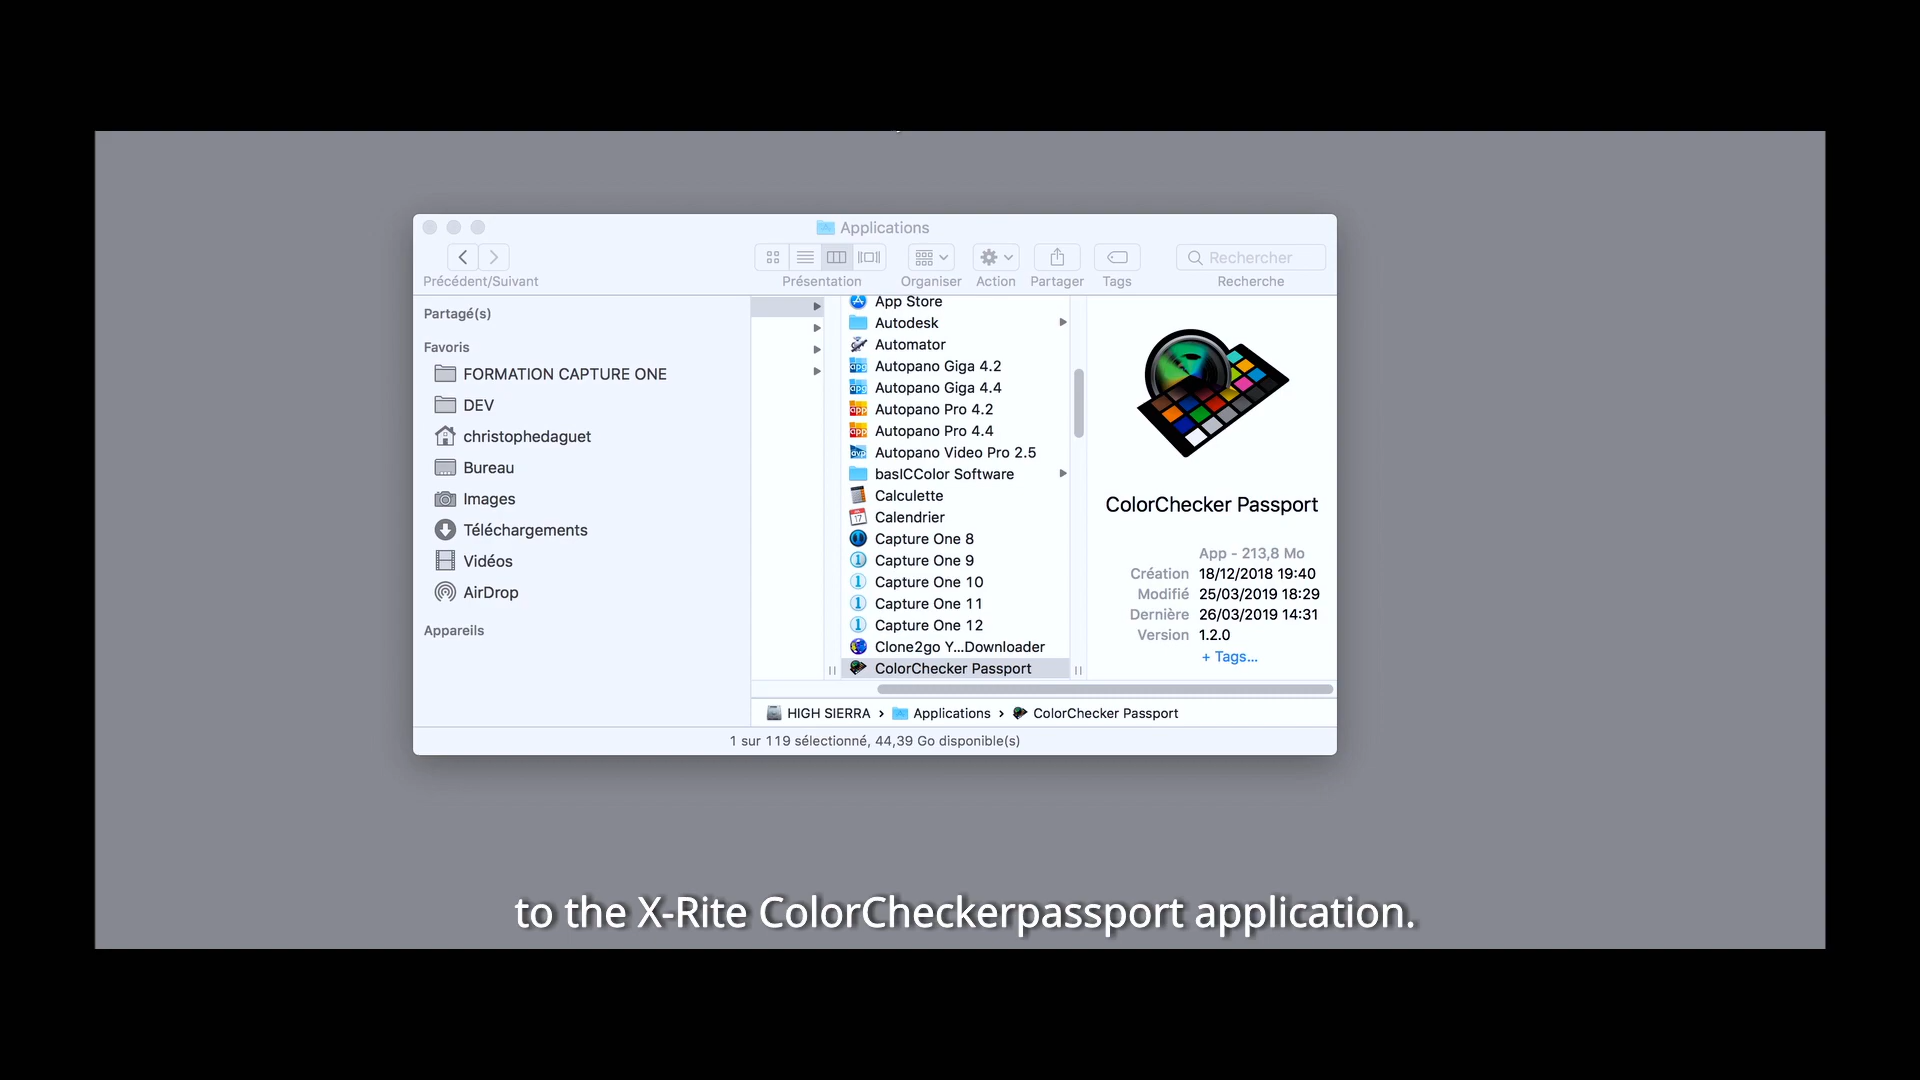 Applications
Rechercher
Précédent/Suivant
Présentation
Organiser
Action
Partager
Tags
Recherche
Partagé(s)
Favoris
FORMATION CAPTURE ONE
DEV
christophedaguet
Bureau
Images
Téléchargements
Vidéos
AirDrop
Appareils
App Store
Autodesk
Automator
Autopano Giga 4.2
Autopano Giga 4.4
Autopano Pro 4.2
Autopano Pro 4.4
Autopano Video Pro 2.5
basICColor Software
Calculette
Calendrier
Capture One 8
Capture One 9
Capture One 10
Capture One 11
Capture One 12
Clone2go Y...Downloader
ColorChecker Passport
ColorChecker Passport
App - 213,8 Mo
Création 18/12/2018 19:40
Modifié 25/03/2019 18:29
Dernière 26/03/2019 14:31
Version 1.2.0
+ Tags...
HIGH SIERRA › Applications › ColorChecker Passport
1 sur 119 sélectionné, 44,39 Go disponible(s)
to the X-Rite ColorCheckerpassport application.